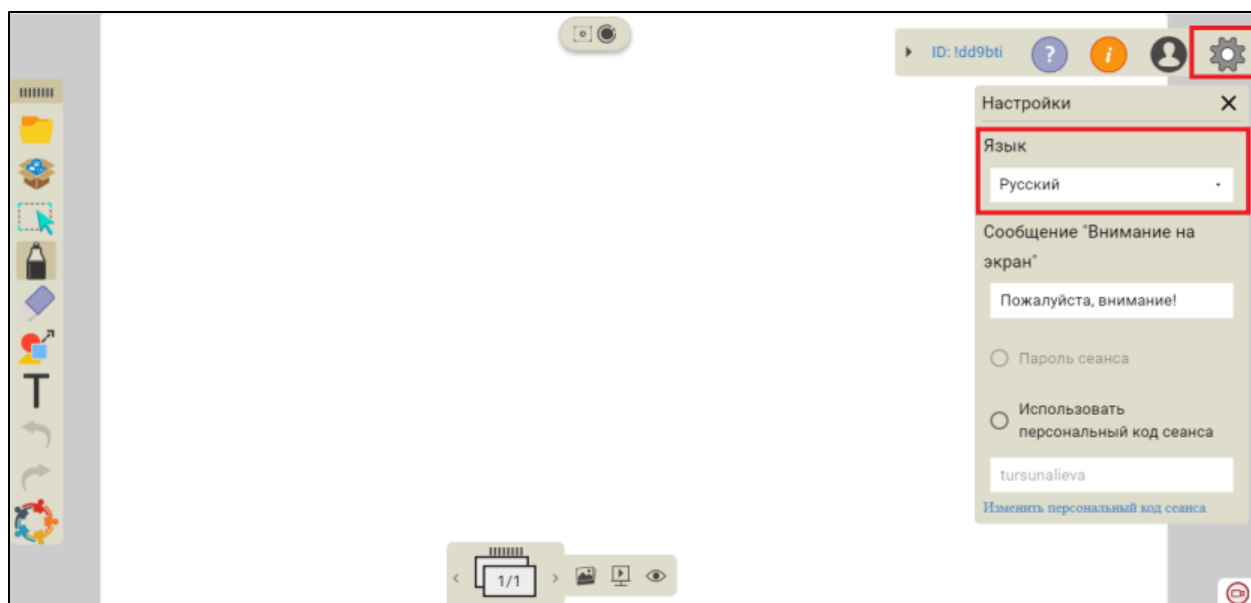 ID: !dd9bti
?
i
Настройки
Язык
Русский
Сообщение "Внимание на
экран"
Пожалуйста, внимание!
Пароль сеанса
Использовать
персональный код сеанса
tursunalieva
Изменить персональный код сеанса
T
1/1